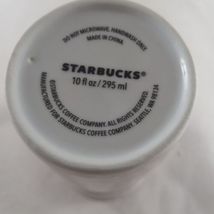 DO NOT MICROWAVE, HANDWASH ONLY
MADE IN CHINA
STARBUCKS®
10 fl oz / 295 ml
©STARBUCKS COFFEE COMPANY. ALL RIGHTS RESERVED.
MANUFACTURED FOR STARBUCKS COFFEE COMPANY, SEATTLE, WA 98134